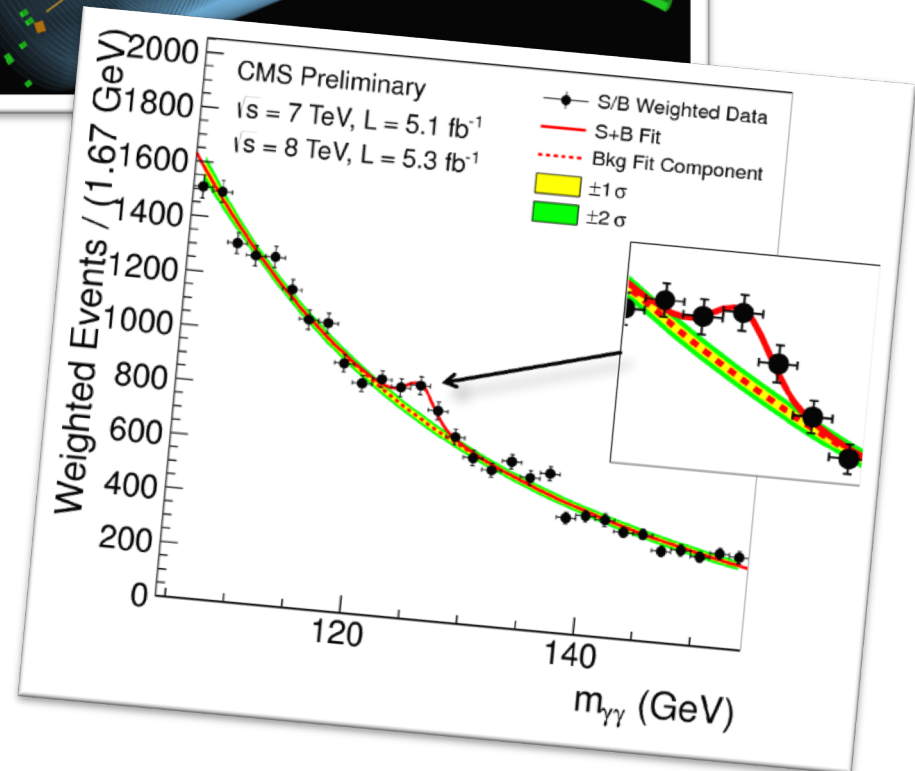 CMS Preliminary
√s = 7 TeV, L = 5.1 fb⁻¹
√s = 8 TeV, L = 5.3 fb⁻¹
S/B Weighted Data
S+B Fit
Bkg Fit Component
±1 σ
±2 σ
Weighted Events / (1.67 GeV)
2000
1800
1600
1400
1200
1000
800
600
400
200
0
120
140
mγγ (GeV)